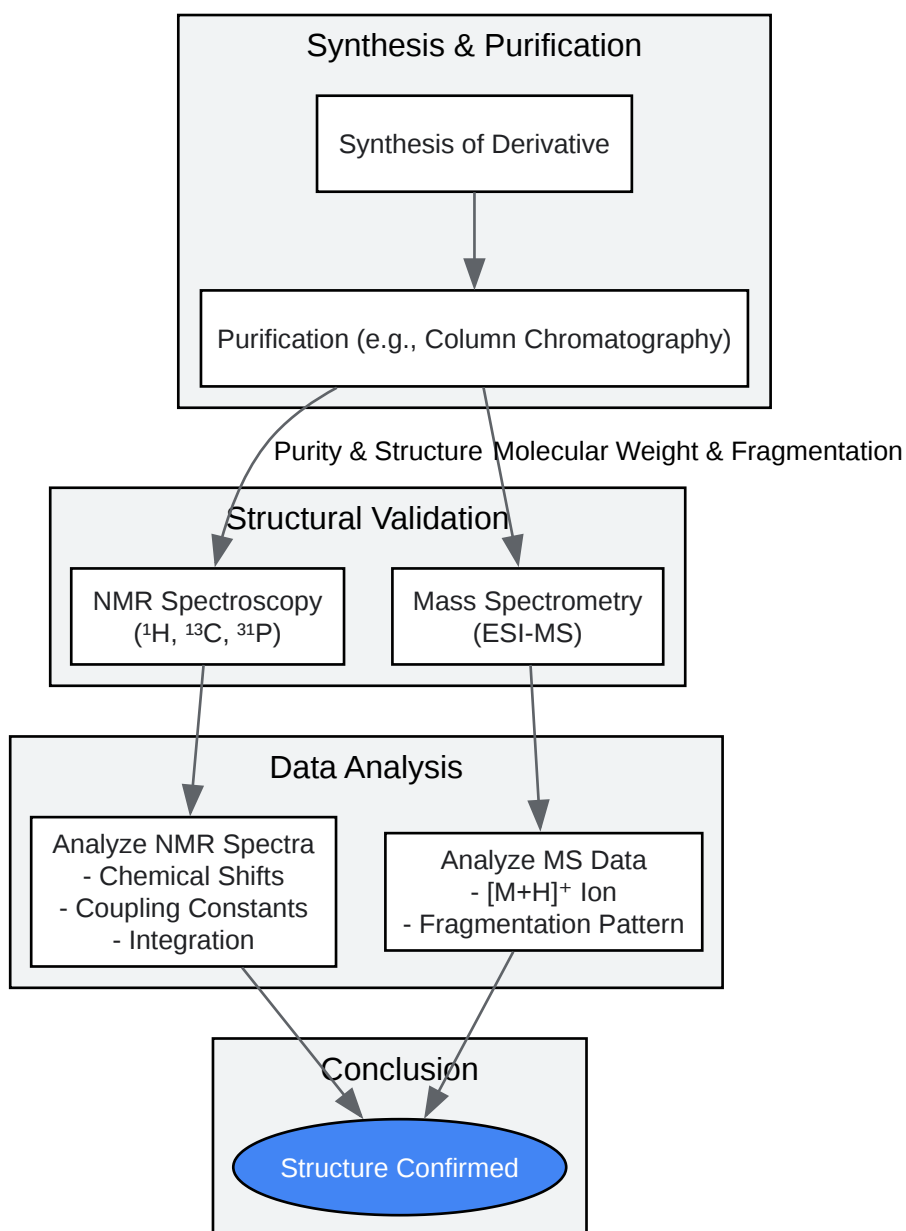 Synthesis & Purification
Synthesis of Derivative
Purification (e.g., Column Chromatography)
Purity & Structure
Molecular Weight & Fragmentation
Structural Validation
NMR Spectroscopy
(¹H, ¹³C, ³¹P)
Mass Spectrometry
(ESI-MS)
Data Analysis
Analyze NMR Spectra
- Chemical Shifts
- Coupling Constants
- Integration
Analyze MS Data
- [M+H]⁺ Ion
- Fragmentation Pattern
Conclusion
Structure Confirmed